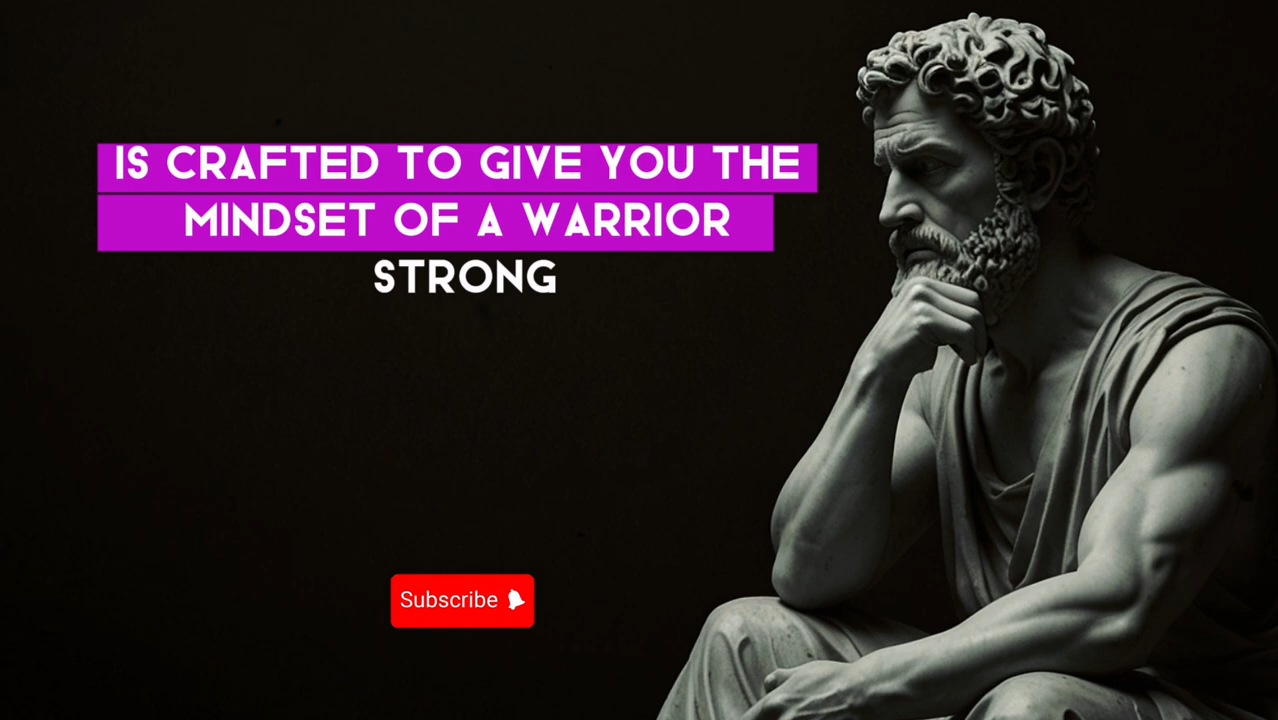 IS CRAFTED TO GIVE YOU THE
MINDSET OF A WARRIOR
STRONG
Subscribe